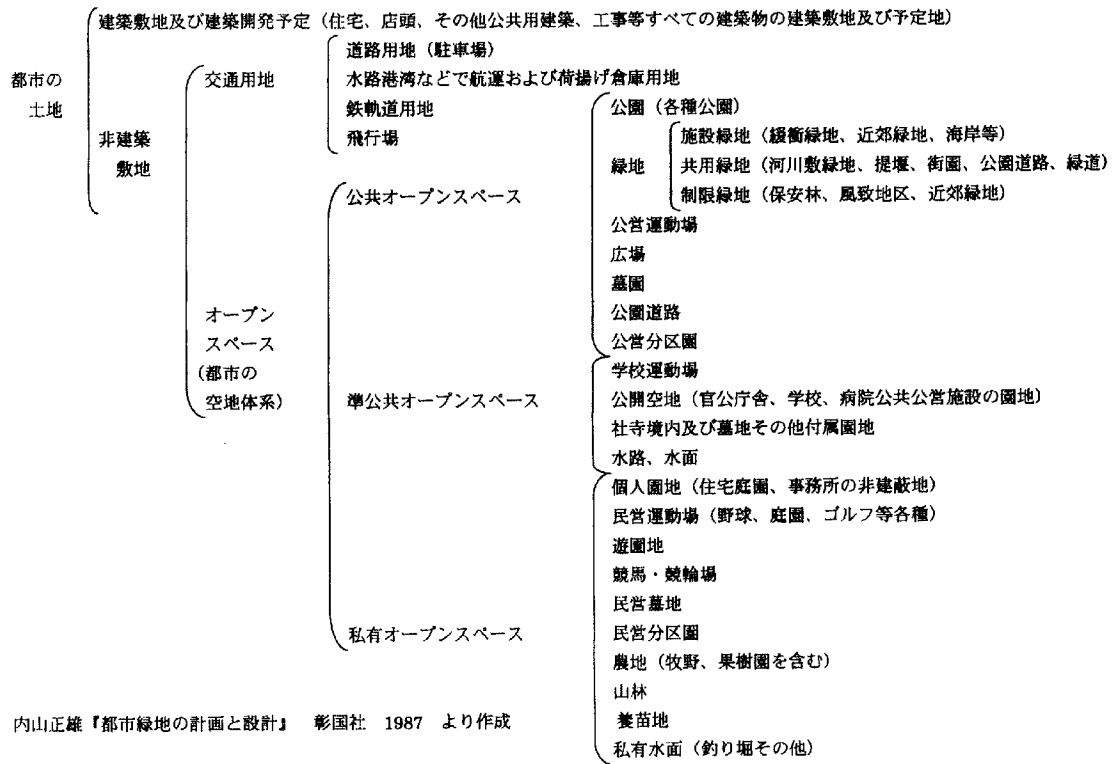 建築敷地及び建築開発予定（住宅、店頭、その他公共用建築、工事等すべての建築物の建築敷地及び予定地）
都市の
土地
非建築
敷地
交通用地
道路用地（駐車場）
水路港湾などで航運および荷揚げ倉庫用地
鉄軌道用地
飛行場
オープン
スペース
（都市の
空地体系）
公共オープンスペース
公園（各種公園）
緑地
施設緑地（緩衝緑地、近郊緑地、海岸等）
共用緑地（河川敷緑地、提堰、街園、公園道路、緑道）
制限緑地（保安林、風致地区、近郊緑地）
公営運動場
広場
墓園
公園道路
公営分区園
準公共オープンスペース
学校運動場
公開空地（官公庁舎、学校、病院公共公営施設の園地）
社寺境内及び墓地その他付属園地
水路、水面
私有オープンスペース
個人園地（住宅庭園、事務所の非建蔽地）
民営運動場（野球、庭園、ゴルフ等各種）
遊園地
競馬・競輪場
民営墓地
民営分区園
農地（牧野、果樹園を含む）
山林
養苗地
私有水面（釣り堀その他）
内山正雄『都市緑地の計画と設計』　彰国社　1987　より作成